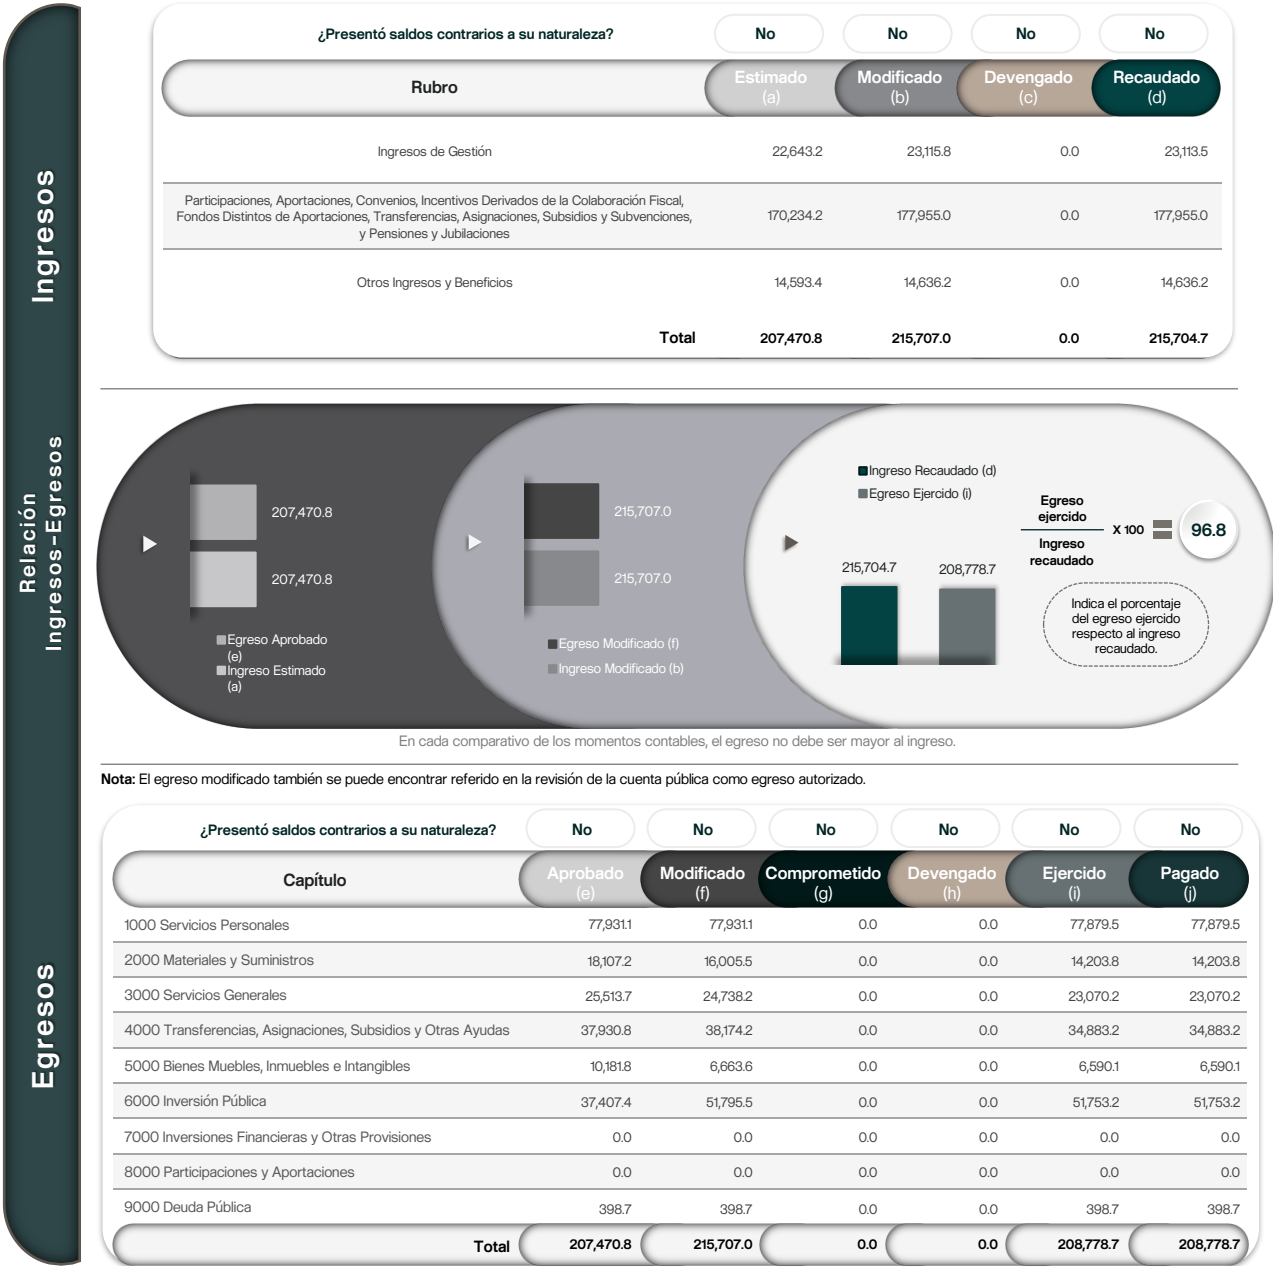 Ingresos
¿Presentó saldos contrarios a su naturaleza? No No No No
Rubro Estimado (a) Modificado (b) Devengado (c) Recaudado (d)
Ingresos de Gestión 22,643.2 23,115.8 0.0 23,113.5
Participaciones, Aportaciones, Convenios, Incentivos Derivados de la Colaboración Fiscal,
Fondos Distintos de Aportaciones, Transferencias, Asignaciones, Subsidios y Subvenciones,
y Pensiones y Jubilaciones
170,234.2 177,955.0 0.0 177,955.0
Otros Ingresos y Beneficios 14,593.4 14,636.2 0.0 14,636.2
Total 207,470.8 215,707.0 0.0 215,704.7
Relación
Ingresos-Egresos
207,470.8
207,470.8
Egreso Aprobado
(e)
Ingreso Estimado
(a)
215,707.0
215,707.0
Egreso Modificado (f)
Ingreso Modificado (b)
Ingreso Recaudado (d)
Egreso Ejercido (i)
215,704.7 208,778.7
Egreso
ejercido
Ingreso
recaudado
X 100
96.8
Indica el porcentaje
del egreso ejercido
respecto al ingreso
recaudado.
En cada comparativo de los momentos contables, el egreso no debe ser mayor al ingreso.
Nota: El egreso modificado también se puede encontrar referido en la revisión de la cuenta pública como egreso autorizado.
Egresos
¿Presentó saldos contrarios a su naturaleza? No No No No No No
Capítulo Aprobado (e) Modificado (f) Comprometido (g) Devengado (h) Ejercido (i) Pagado (j)
1000 Servicios Personales 77,931.1 77,931.1 0.0 0.0 77,879.5 77,879.5
2000 Materiales y Suministros 18,107.2 16,005.5 0.0 0.0 14,203.8 14,203.8
3000 Servicios Generales 25,513.7 24,738.2 0.0 0.0 23,070.2 23,070.2
4000 Transferencias, Asignaciones, Subsidios y Otras Ayudas 37,930.8 38,174.2 0.0 0.0 34,883.2 34,883.2
5000 Bienes Muebles, Inmuebles e Intangibles 10,181.8 6,663.6 0.0 0.0 6,590.1 6,590.1
6000 Inversión Pública 37,407.4 51,795.5 0.0 0.0 51,753.2 51,753.2
7000 Inversiones Financieras y Otras Provisiones 0.0 0.0 0.0 0.0 0.0 0.0
8000 Participaciones y Aportaciones 0.0 0.0 0.0 0.0 0.0 0.0
9000 Deuda Pública 398.7 398.7 0.0 0.0 398.7 398.7
Total 207,470.8 215,707.0 0.0 0.0 208,778.7 208,778.7